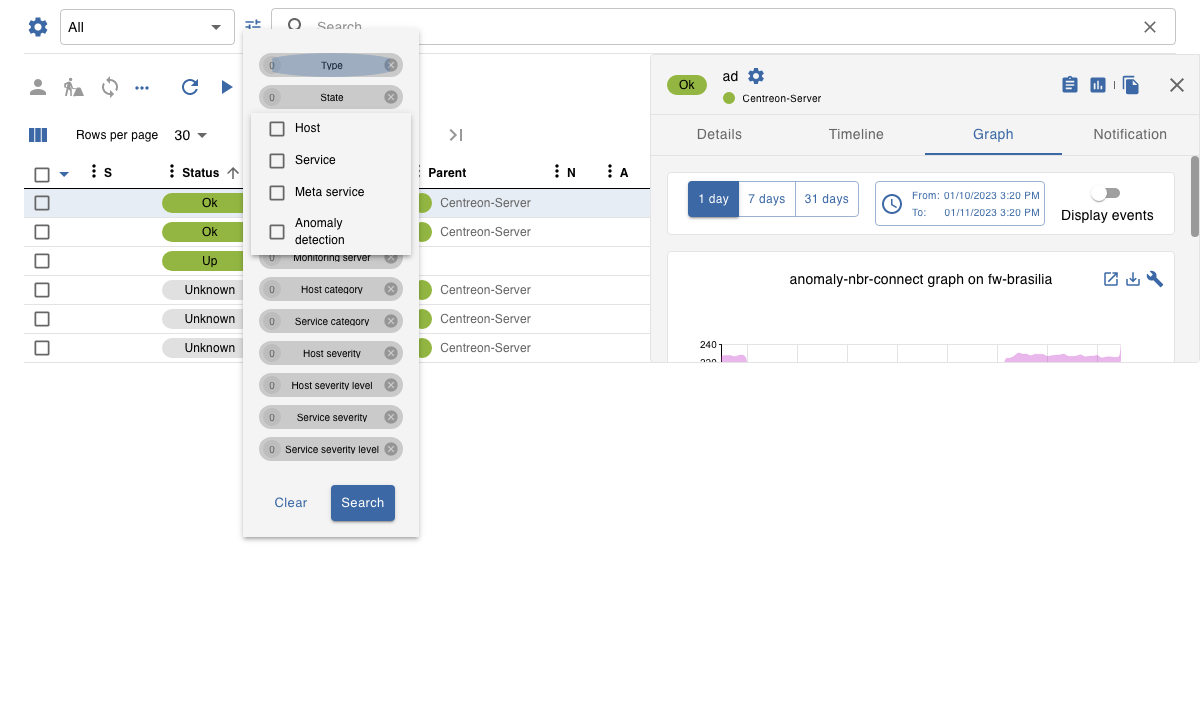 All
Search
0 Type
0 State
Host
Service
Meta service
Anomaly
detection
Monitoring server
0 Host category
0 Service category
0 Host severity
0 Host severity level
0 Service severity
0 Service severity level
Clear
Search
Rows per page 30
S Status Parent N A
Ok Centreon-Server
Ok Centreon-Server
Up
Unknown Centreon-Server
Unknown Centreon-Server
Unknown Centreon-Server
Ok ad
Centreon-Server
Details Timeline Graph Notification
1 day 7 days 31 days
From: 01/10/2023 3:20 PM
To: 01/11/2023 3:20 PM
Display events
anomaly-nbr-connect graph on fw-brasilia
240
220